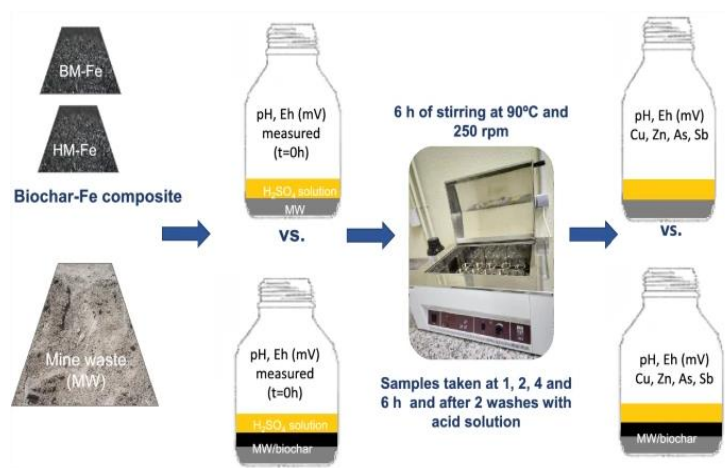 BM-Fe
HM-Fe
Biochar-Fe composite
Mine waste
(MW)
pH, Eh (mV)
measured
(t=0h)
H₂SO₄ solution
MW
vs.
pH, Eh (mV)
measured
(t=0h)
H₂SO₄ solution
MW/biochar
6 h of stirring at 90ºC and
250 rpm
Samples taken at 1, 2, 4 and
6 h and after 2 washes with
acid solution
pH, Eh (mV)
Cu, Zn, As, Sb
vs.
pH, Eh (mV)
Cu, Zn, As, Sb
MW/biochar